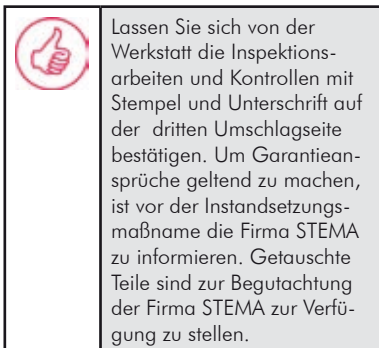 Lassen Sie sich von der
Werkstatt die Inspektions-
arbeiten und Kontrollen mit
Stempel und Unterschrift auf
der  dritten Umschlagseite
bestätigen. Um Garantiean-
sprüche geltend zu machen,
ist vor der Instandsetzungs-
maßname die Firma STEMA
zu informieren. Getauschte
Teile sind zur Begutachtung
der Firma STEMA zur Verfü-
gung zu stellen.